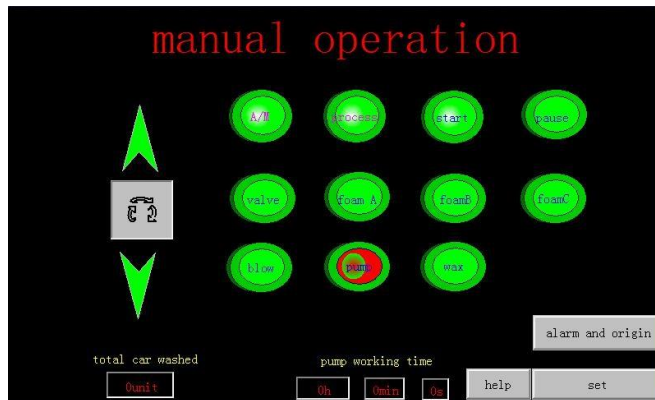 manual operation
A/M process start pause
valve foam A foamB foamC
blow pump wax
alarm and origin
total car washed pump working time
0unit 0h 0min 0s help set